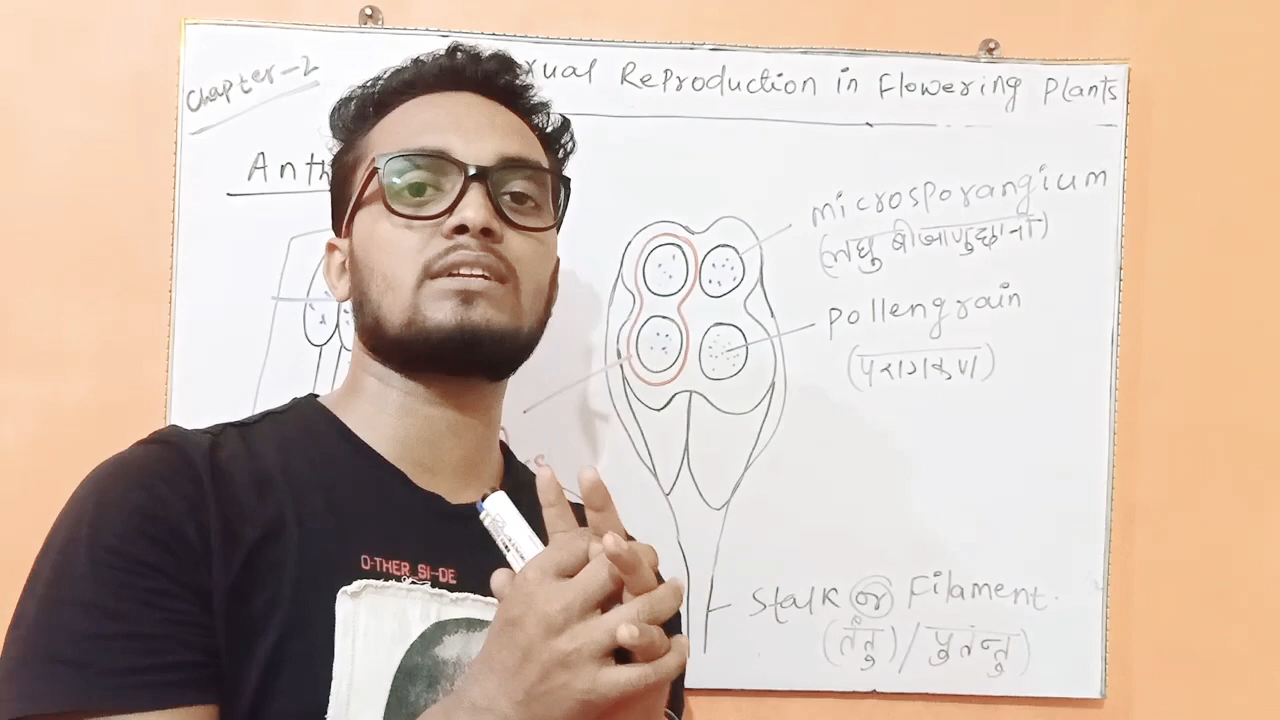 Chapter-2
xual Reproduction in Flowering Plants
Anth
microsporangium
(लघु बीजाणुधानी)
pollengrain
(परागकण)
Stalk or Filament.
(तंतु)/पुतन्तु)
O-THER SI-DE